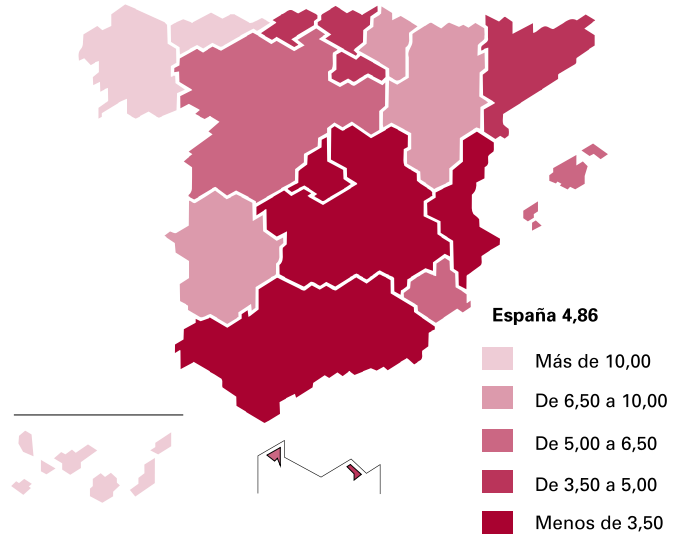 España 4,86
Más de 10,00
De 6,50 a 10,00
De 5,00 a 6,50
De 3,50 a 5,00
Menos de 3,50